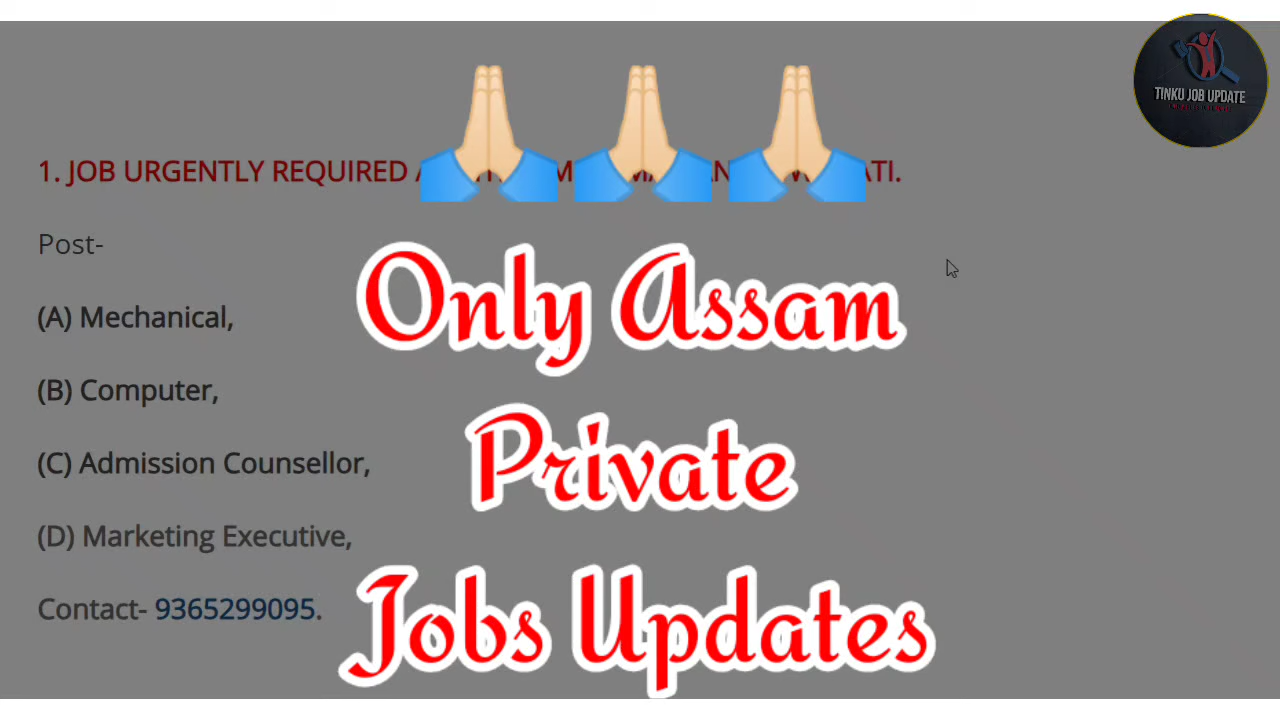 TINKU JOB UPDATE
1. JOB URGENTLY REQUIRED
Post-
(A) Mechanical,
(B) Computer,
(C) Admission Counsellor,
(D) Marketing Executive,
Contact- 9365299095.
Only Assam
Private
Jobs Updates